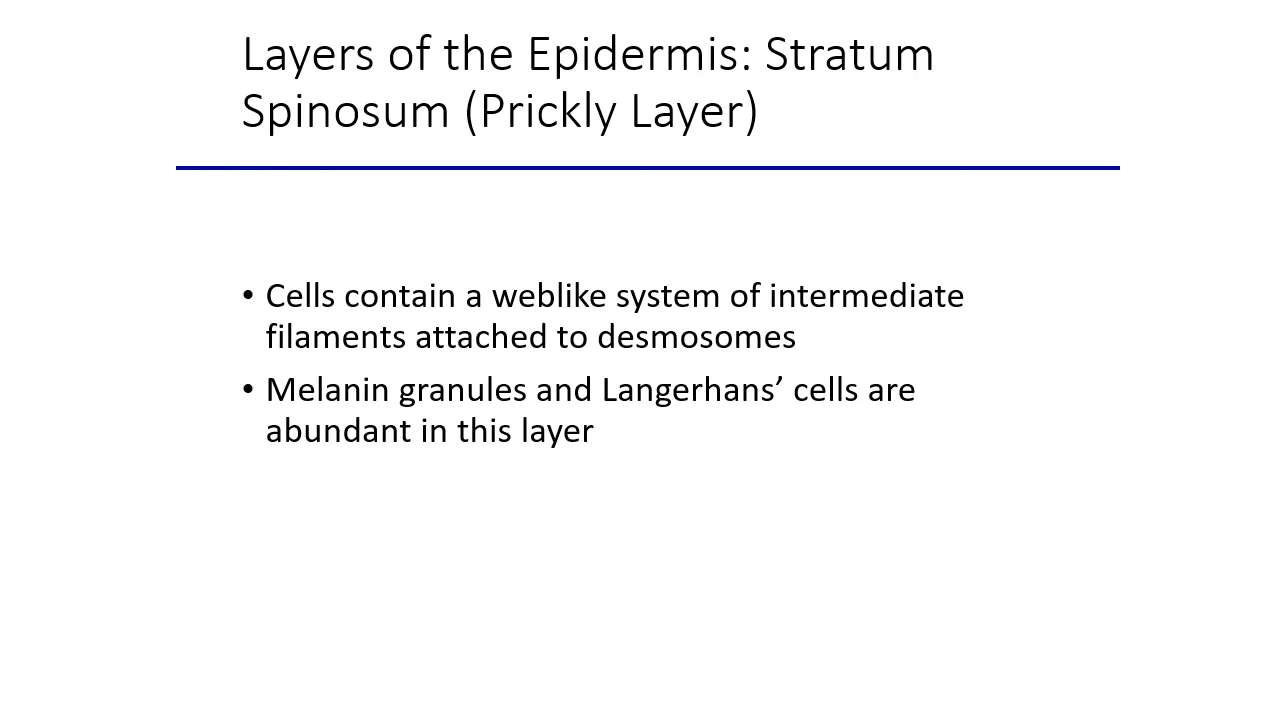 Layers of the Epidermis: Stratum
Spinosum (Prickly Layer)
• Cells contain a weblike system of intermediate
filaments attached to desmosomes
• Melanin granules and Langerhans’ cells are
abundant in this layer